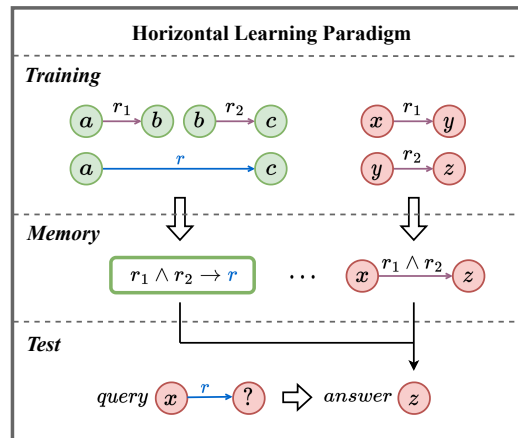 Horizontal Learning Paradigm
Training
a r₁ b b r₂ c x r₁ y
a r c y r₂ z
Memory
r₁ ∧ r₂ → r ... x r₁ ∧ r₂ z
Test
query x r ? answer z